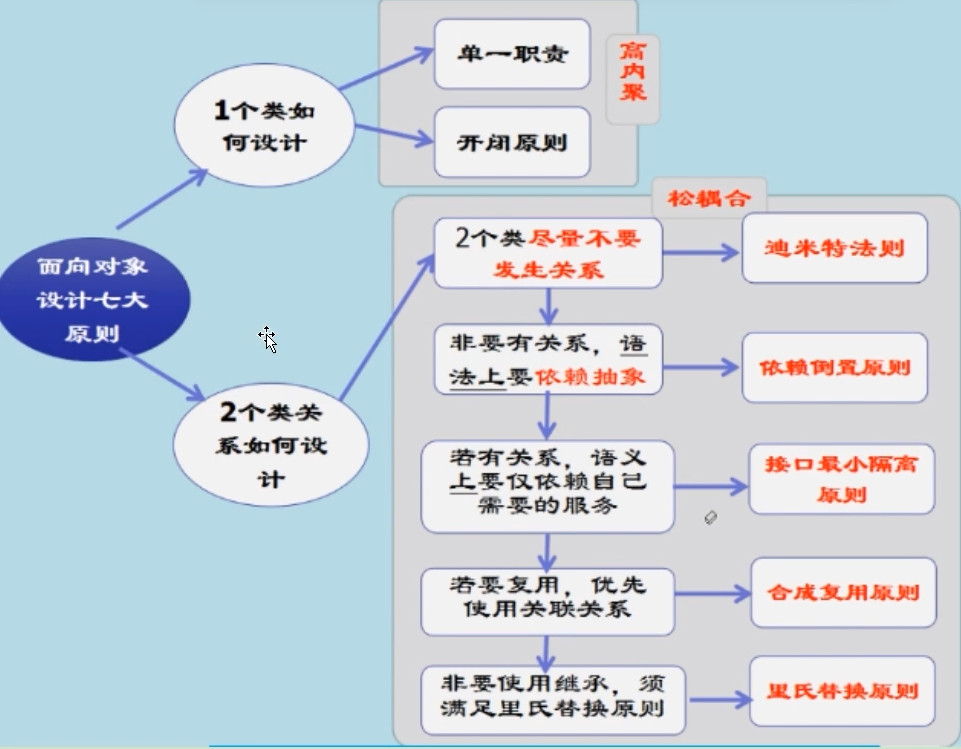 单一职责
高
内
聚
1个类如
何设计
开闭原则
松耦合
2个类尽量不要
发生关系
迪米特法则
面向对象
设计七大
原则
非要有关系，语
法上要依赖抽象
依赖倒置原则
2个类关
系如何设
计
若有关系，语义
上要仅依赖自己
需要的服务
接口最小隔离
原则
若要复用，优先
使用关联关系
合成复用原则
非要使用继承，须
满足里氏替换原则
里氏替换原则